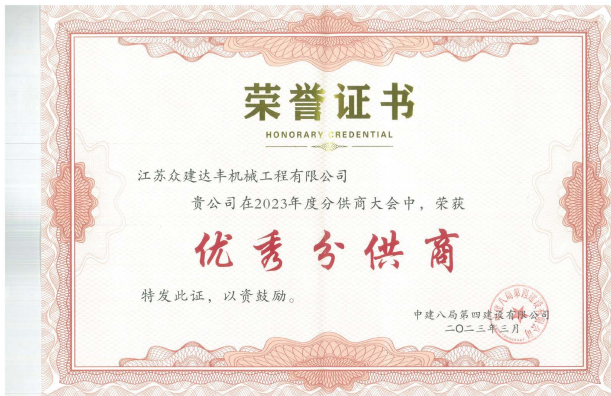 荣誉证书
HONORARY CREDENTIAL
江苏众建达丰机械工程有限公司
贵公司在2023年度分供商大会中，荣获
优秀分供商
特发此证，以资鼓励。
中建八局第四建设有限公司
二〇二三年三月